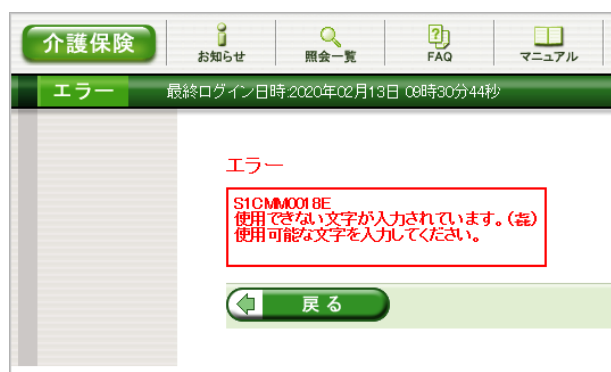 介護保険
お知らせ
照会一覧
FAQ
マニュアル
エラー
最終ログイン日時:2020年02月13日 09時30分44秒
エラー
S1CMM0018E
使用できない文字が入力されています。()
使用可能な文字を入力してください。
戻る